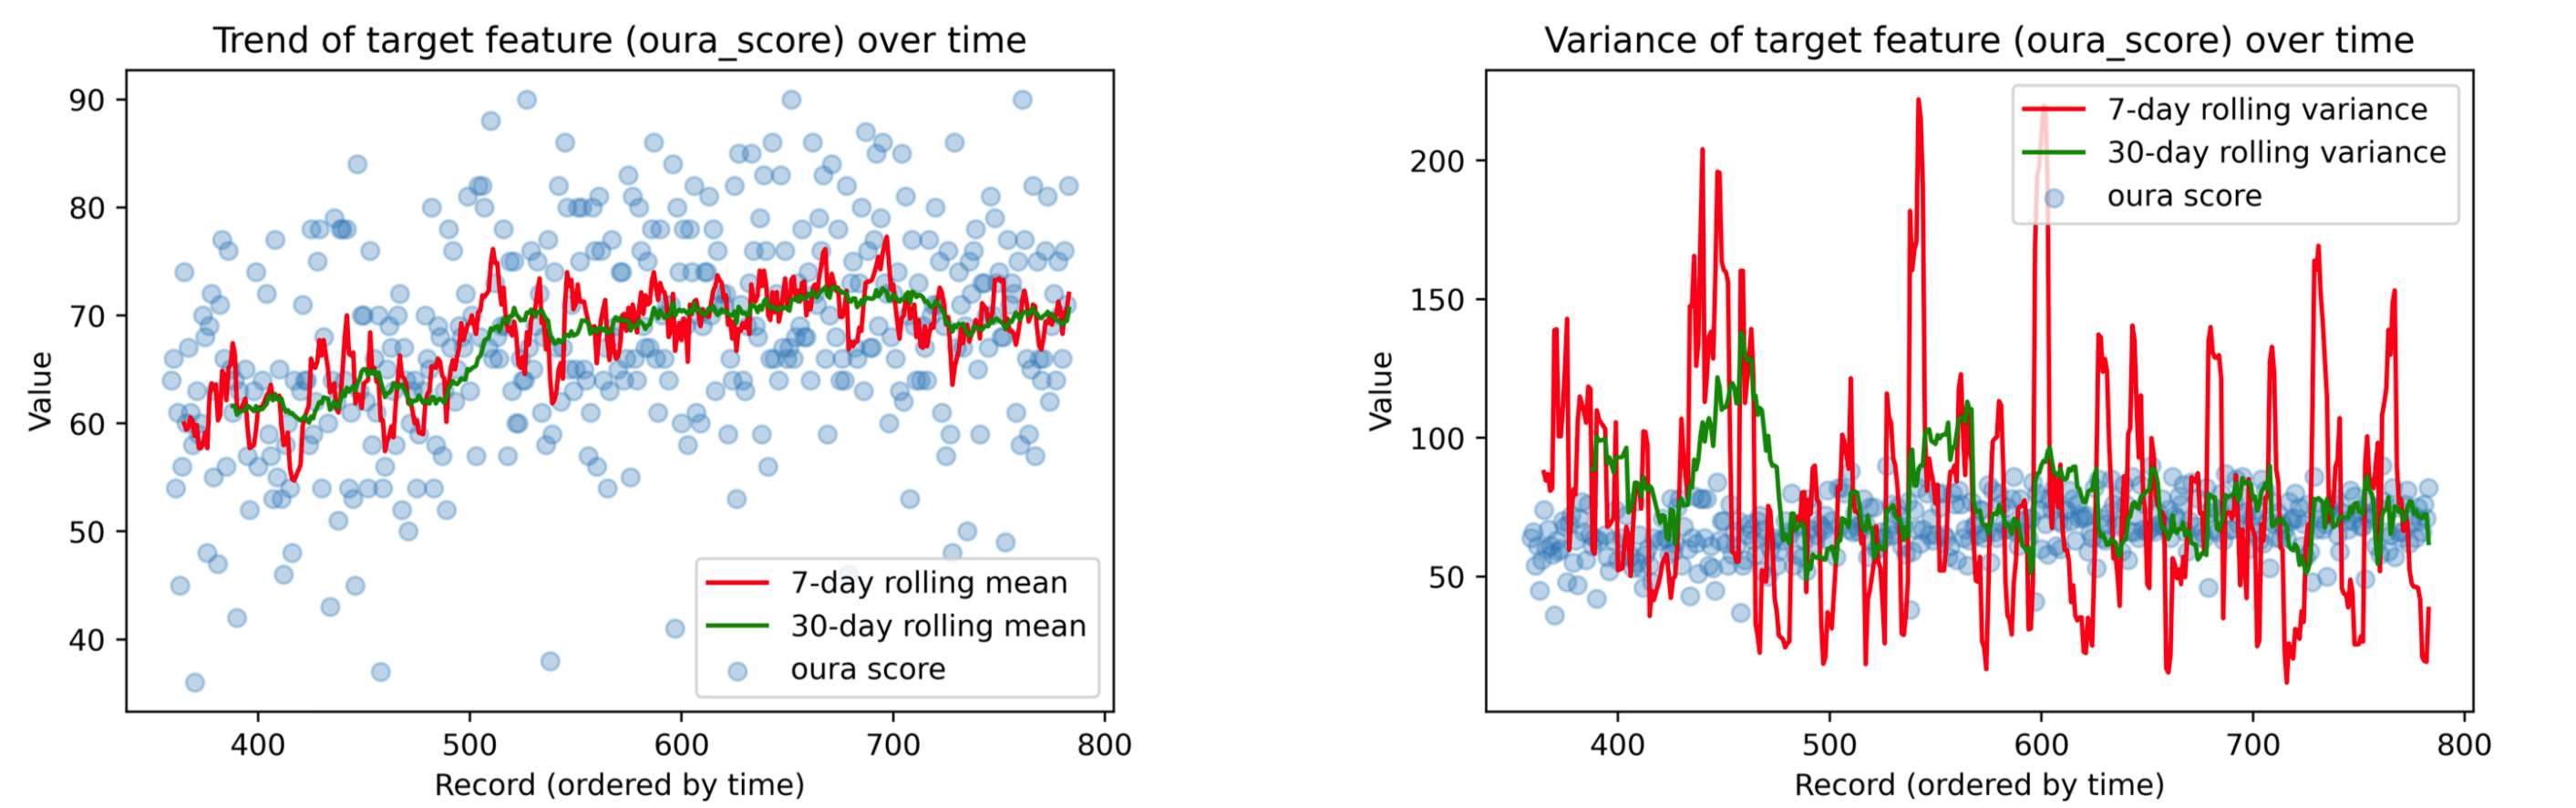 Trend of target feature (oura_score) over time
90
80
70
60
50
40
Value
7-day rolling mean
30-day rolling mean
oura score
400 500 600 700 800
Record (ordered by time)
Variance of target feature (oura_score) over time
200
150
100
50
Value
7-day rolling variance
30-day rolling variance
oura score
400 500 600 700 800
Record (ordered by time)